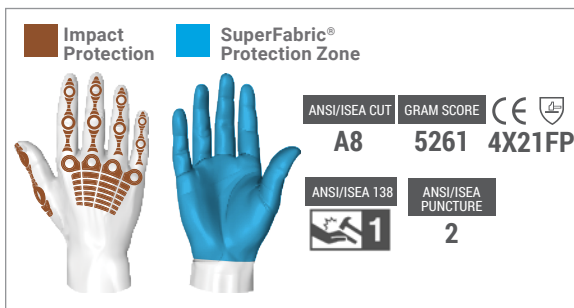 Impact
Protection
SuperFabric®
Protection Zone
ANSI/ISEA CUT
A8
GRAM SCORE
5261
CE
4X21FP
ANSI/ISEA 138
1
ANSI/ISEA
PUNCTURE
2